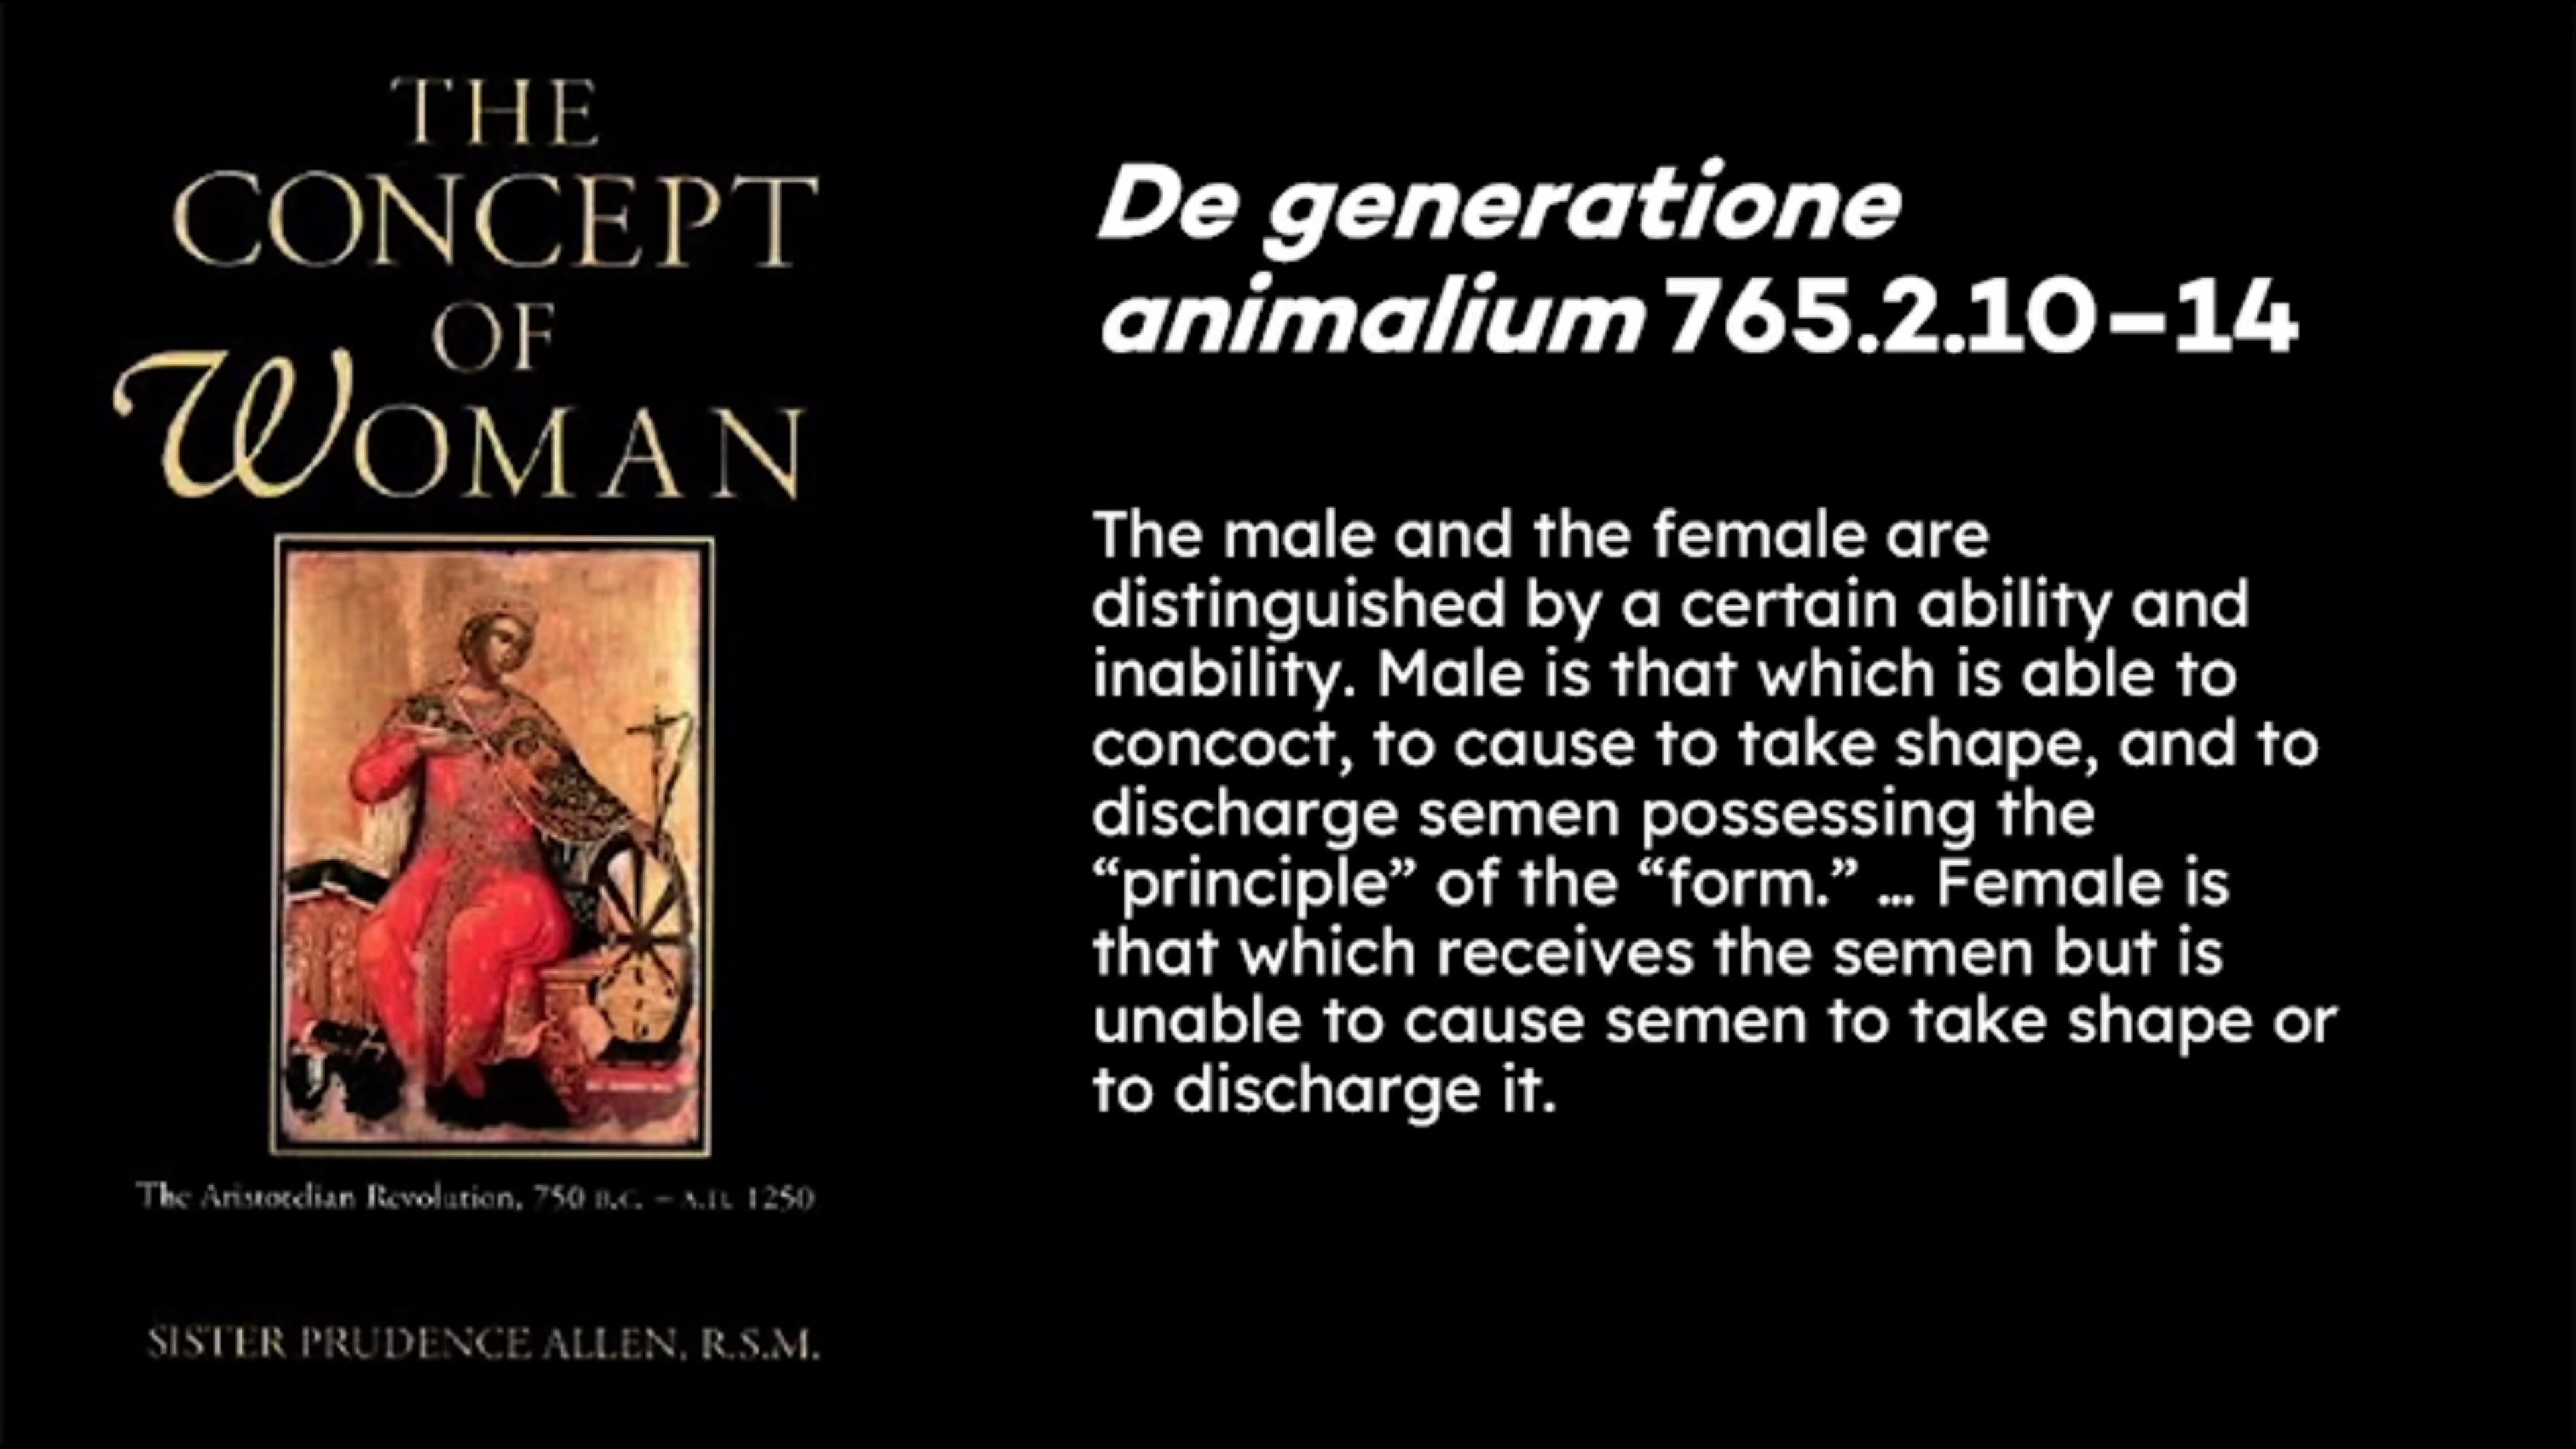 THE
CONCEPT
OF
WOMAN
The Aristotelian Revolution, 750 B.C. – A.D. 1250
SISTER PRUDENCE ALLEN, R.S.M.
De generatione
animalium 765.2.10–14
The male and the female are
distinguished by a certain ability and
inability. Male is that which is able to
concoct, to cause to take shape, and to
discharge semen possessing the
“principle” of the “form.” … Female is
that which receives the semen but is
unable to cause semen to take shape or
to discharge it.